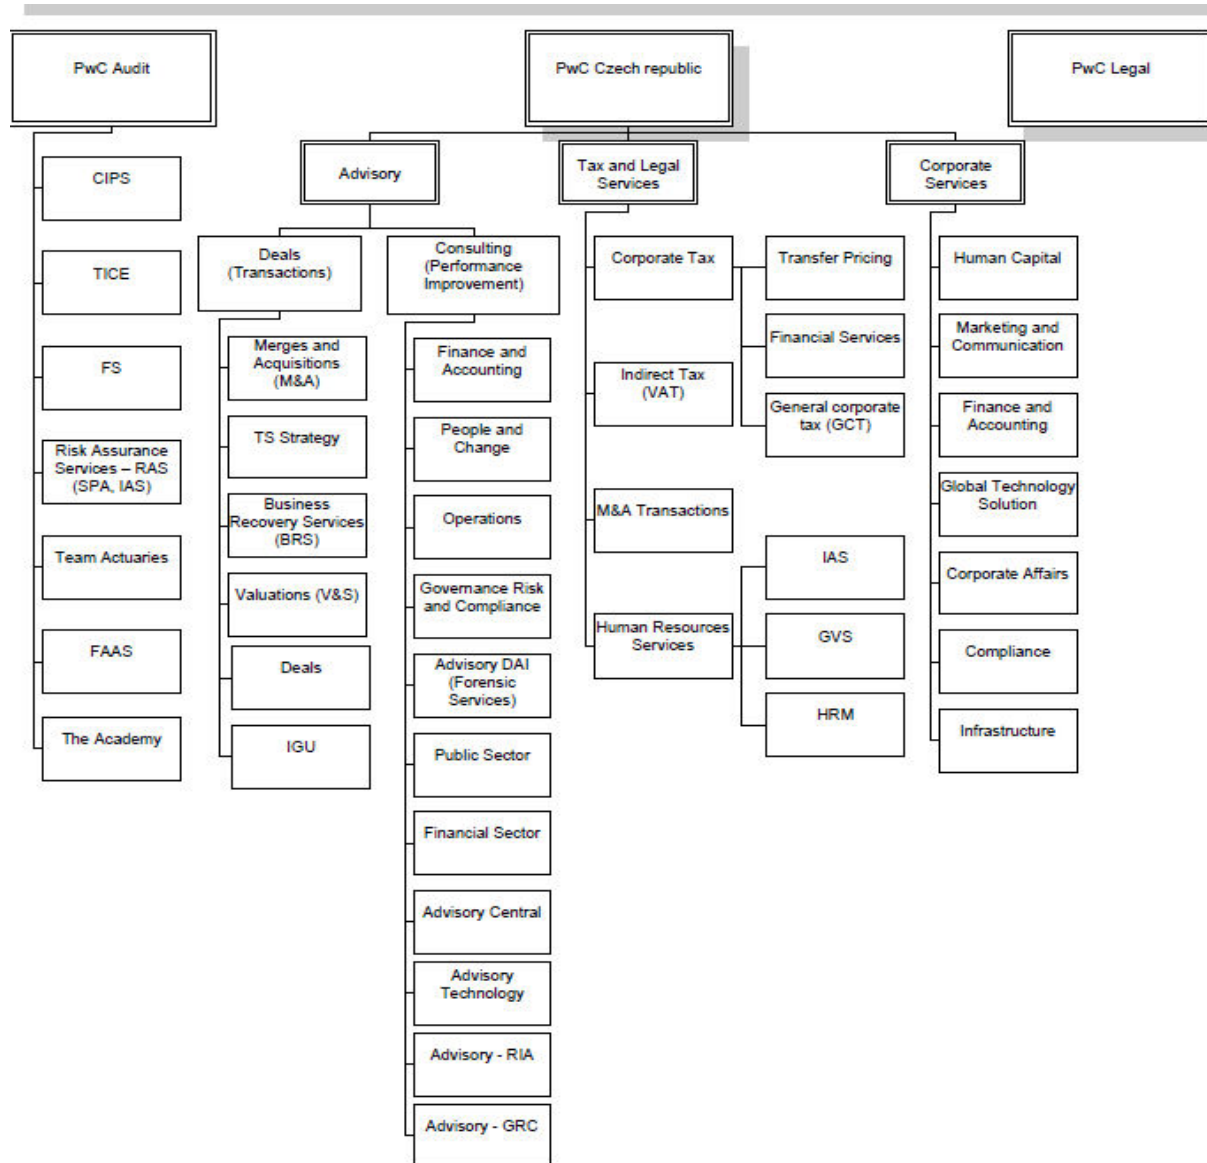 PwC Audit
PwC Czech republic
PwC Legal
CIPS
TICE
FS
Risk Assurance
Services – RAS
(SPA, IAS)
Team Actuaries
FAAS
The Academy
Advisory
Deals
(Transactions)
Merges and
Acquisitions
(M&A)
TS Strategy
Business
Recovery Services
(BRS)
Valuations (V&S)
Deals
IGU
Consulting
(Performance
Improvement)
Finance and
Accounting
People and
Change
Operations
Governance Risk
and Compliance
Advisory DAI
(Forensic
Services)
Public Sector
Financial Sector
Advisory Central
Advisory
Technology
Advisory - RIA
Advisory - GRC
Tax and Legal
Services
Corporate Tax
Transfer Pricing
Financial Services
General corporate
tax (GCT)
Indirect Tax
(VAT)
M&A Transactions
Human Resources
Services
IAS
GVS
HRM
Corporate
Services
Human Capital
Marketing and
Communication
Finance and
Accounting
Global Technology
Solution
Corporate Affairs
Compliance
Infrastructure